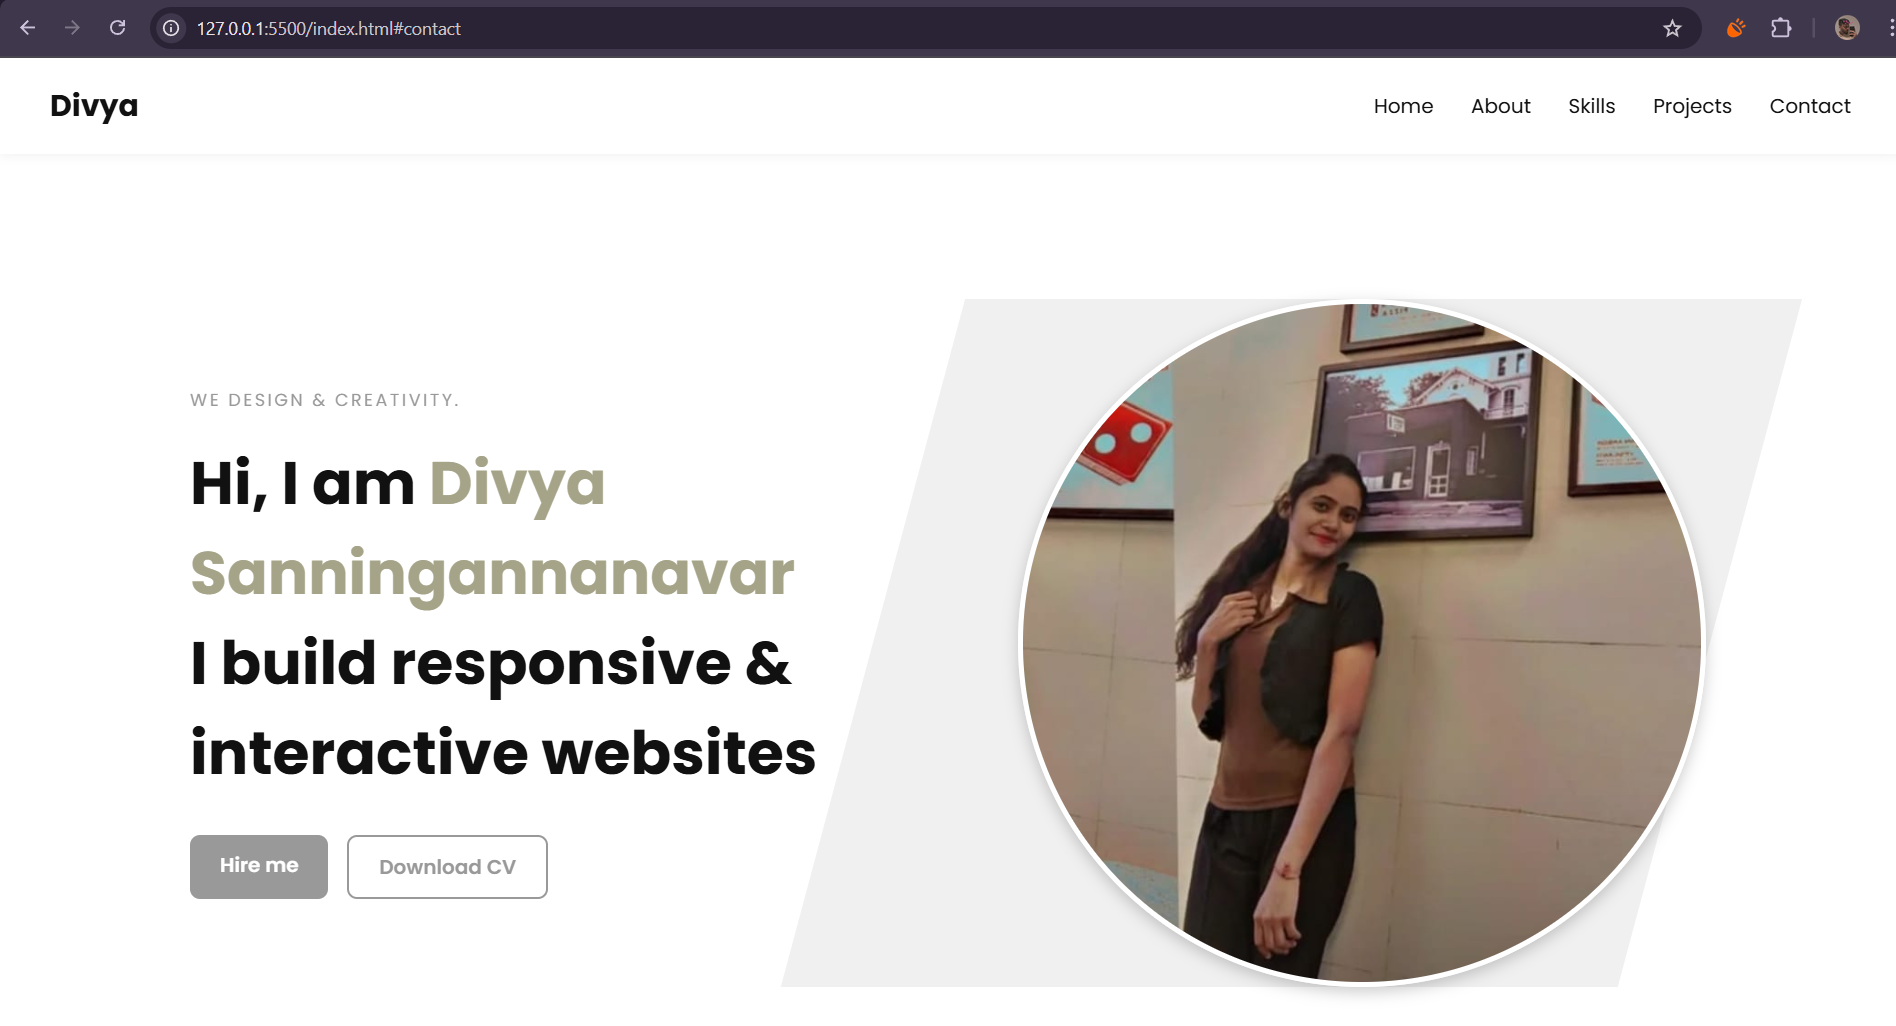 127.0.0.1:5500/index.html#contact
Divya
Home About Skills Projects Contact
WE DESIGN & CREATIVITY.
Hi, I am Divya
Sanningannanavar
I build responsive &
interactive websites
Hire me Download CV